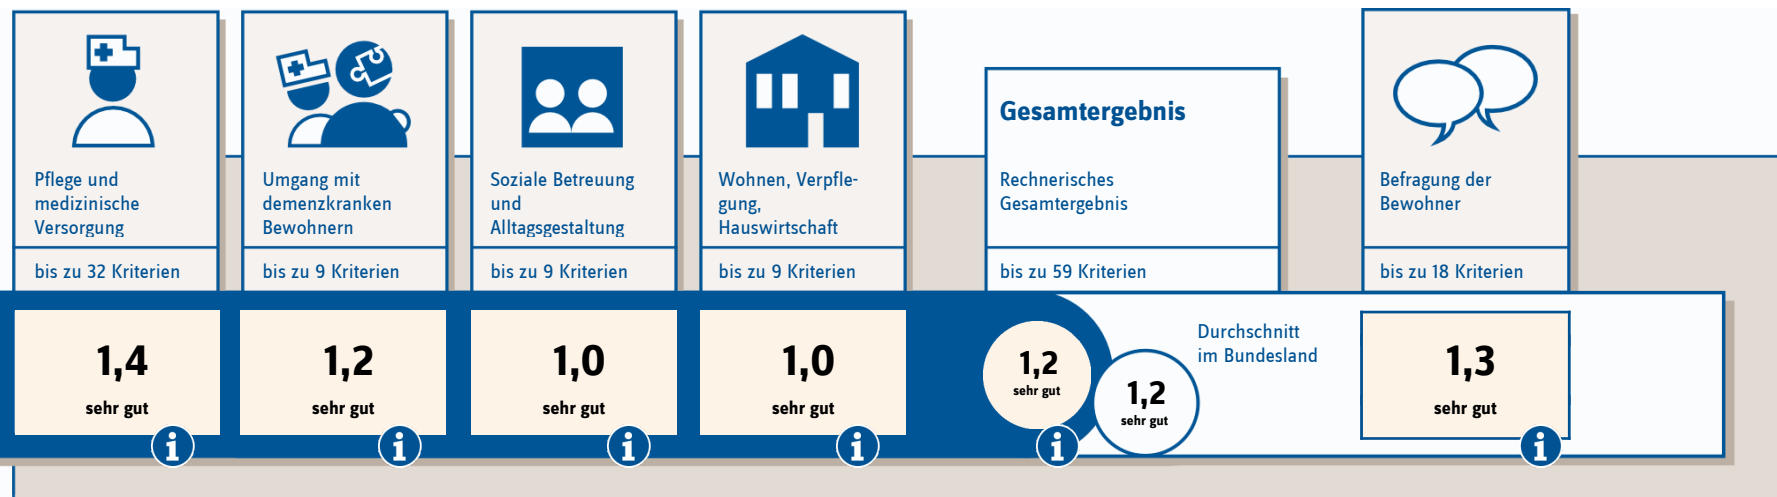 Pflege und
medizinische
Versorgung
bis zu 32 Kriterien
1,4
sehr gut
i
Umgang mit
demenzkranken
Bewohnern
bis zu 9 Kriterien
1,2
sehr gut
i
Soziale Betreuung
und
Alltagsgestaltung
bis zu 9 Kriterien
1,0
sehr gut
i
Wohnen, Verpfle-
gung,
Hauswirtschaft
bis zu 9 Kriterien
1,0
sehr gut
i
Gesamtergebnis
Rechnerisches
Gesamtergebnis
bis zu 59 Kriterien
1,2
sehr gut
i
1,2
sehr gut
Durchschnitt
im Bundesland
Befragung der
Bewohner
bis zu 18 Kriterien
1,3
sehr gut
i